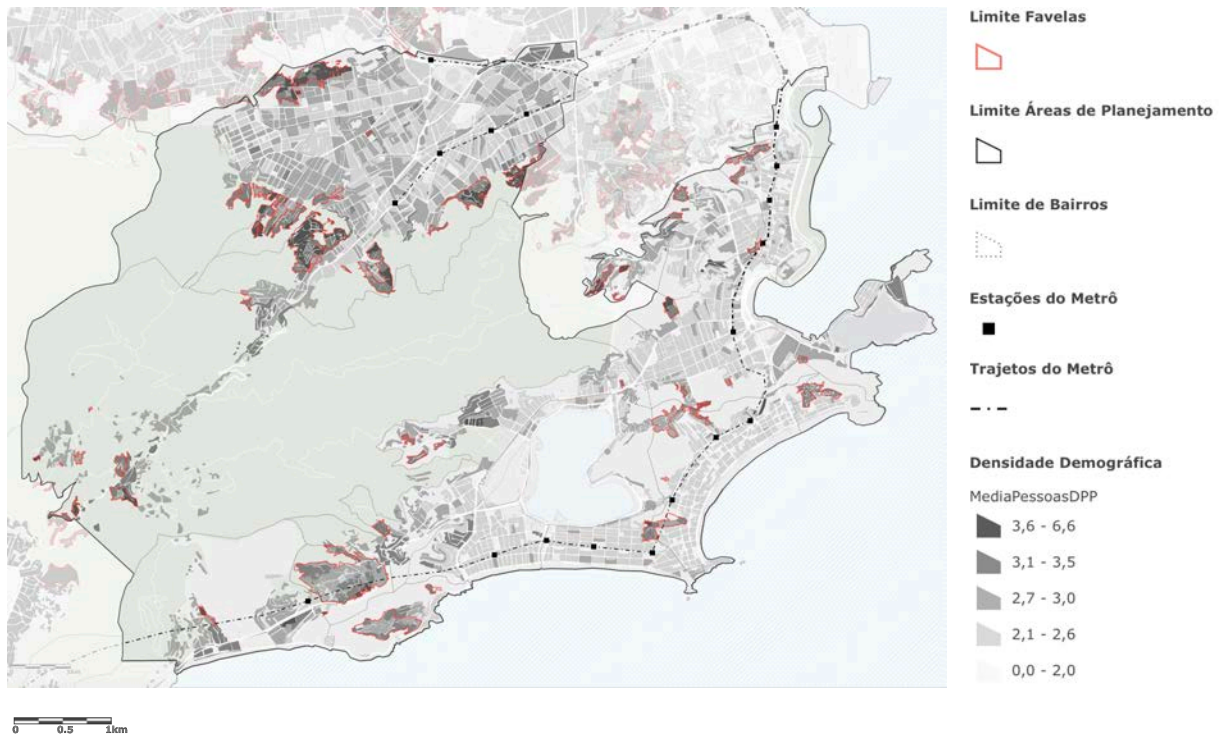 Limite Favelas
Limite Áreas de Planejamento
Limite de Bairros
Estações do Metrô
Trajetos do Metrô
Densidade Demográfica
MediaPessoasDPP
3,6 - 6,6
3,1 - 3,5
2,7 - 3,0
2,1 - 2,6
0,0 - 2,0
0 0.5 1km